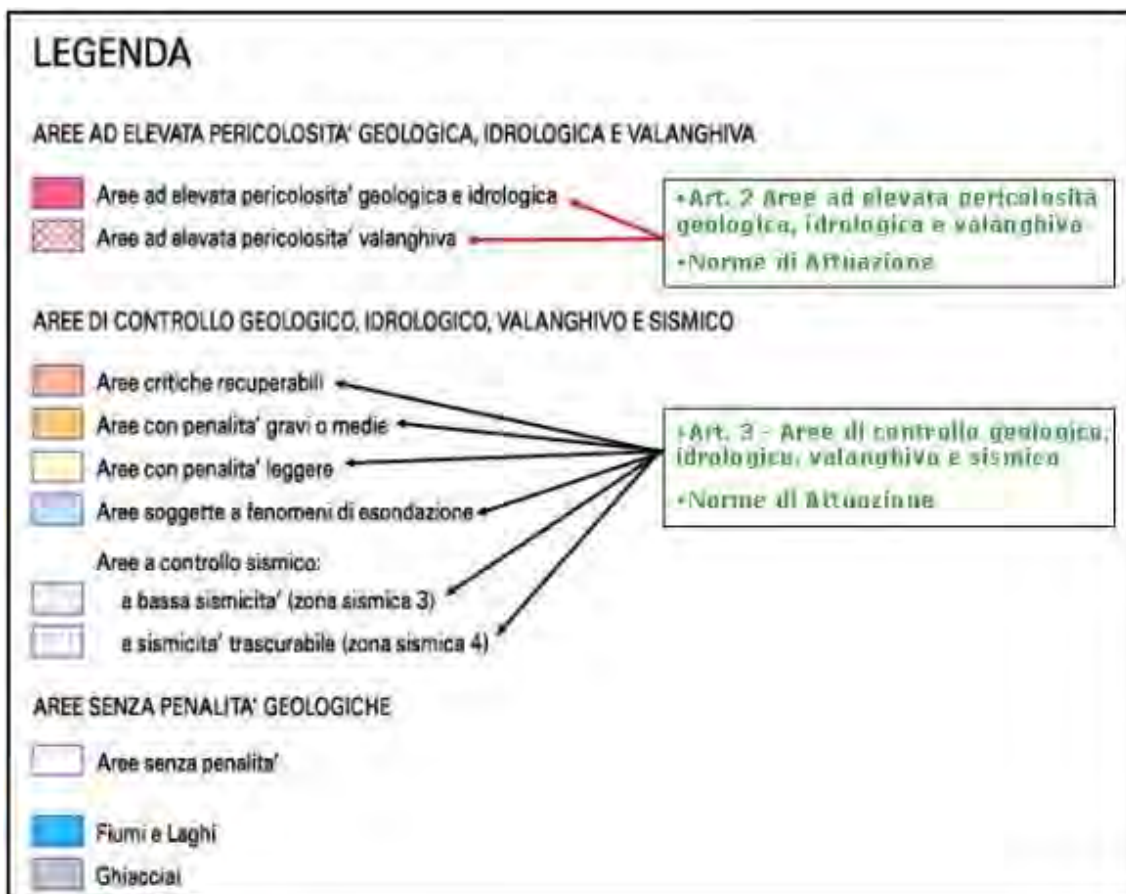 LEGENDA
AREE AD ELEVATA PERICOLOSITA' GEOLOGICA, IDROLOGICA E VALANGHIVA
Aree ad elevata pericolosita' geologica e idrologica
Aree ad elevata pericolosita' valanghiva
•Art. 2 Aree ad elevata pericolosità
geologica, idrologica e valanghiva
•Norme di Attuazione
AREE DI CONTROLLO GEOLOGICO, IDROLOGICO, VALANGHIVO E SISMICO
Aree critiche recuperabili
Aree con penalita' gravi o medie
Aree con penalita' leggere
Aree soggette a fenomeni di esondazione
•Art. 3 - Aree di controllo geologico,
idrologico, valanghivo e sismico
•Norme di Attuazione
Aree a controllo sismico:
a bassa sismicita' (zona sismica 3)
a sismicita' trascurabile (zona sismica 4)
AREE SENZA PENALITA' GEOLOGICHE
Aree senza penalita'
Fiumi e Laghi
Ghiacciai